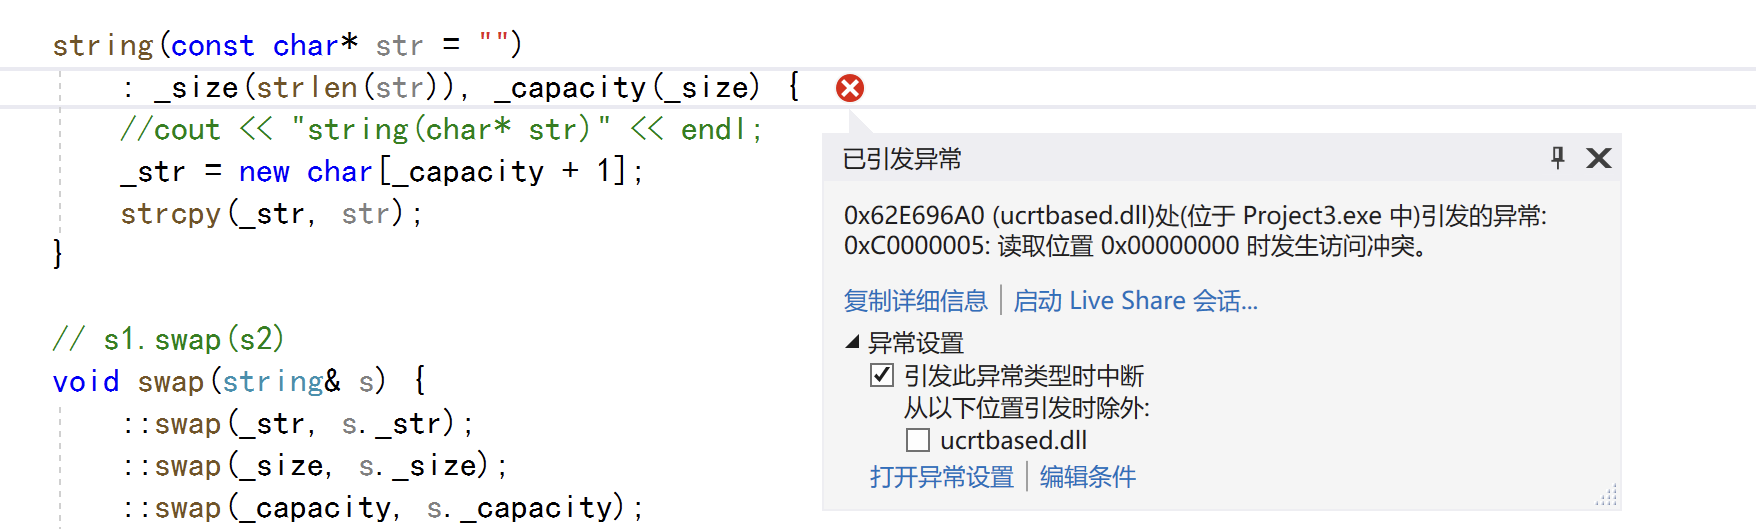 string(const char* str = "")
: _size(strlen(str)), _capacity(_size) {
//cout << "string(char* str)" << endl;
_str = new char[_capacity + 1];
strcpy(_str, str);
}
// s1.swap(s2)
void swap(string& s) {
::swap(_str, s._str);
::swap(_size, s._size);
::swap(_capacity, s._capacity);
已引发异常
0x62E696A0 (ucrtbased.dll)处(位于 Project3.exe 中)引发的异常:
0xC0000005: 读取位置 0x00000000 时发生访问冲突。
复制详细信息 | 启动 Live Share 会话...
异常设置
引发此异常类型时中断
从以下位置引发时除外:
ucrtbased.dll
打开异常设置 | 编辑条件